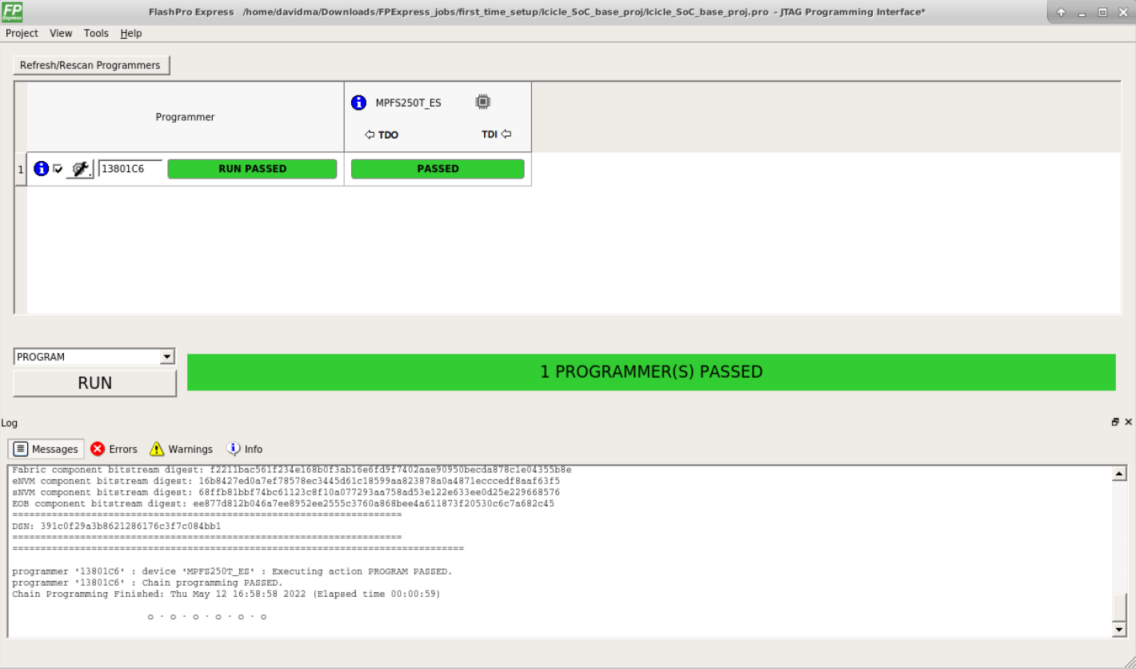 FP
FlashPro Express /home/davidma/Downloads/FPExpress_jobs/first_time_setup/Icicle_SoC_base_proj/Icicle_SoC_base_proj.pro - JTAG Programming Interface*
Project View Tools Help
Refresh/Rescan Programmers
Programmer
MPFS250T_ES
TDO TDI
1 13801C6 RUN PASSED PASSED
PROGRAM
RUN
1 PROGRAMMER(S) PASSED
Log
Messages Errors Warnings Info
Fabric component bitstream digest: f2211bac561f234e168b0f3ab16e6fd9f7402aae90950becda878c1e04355b8e
eNVM component bitstream digest: 16b8427ed0a7ef78578ec3445d61c18599aa823878a0a4871ecccedf8aaf63f5
sNVM component bitstream digest: 68ffb81bbf74bc61123c8f10a077293aa758ad53e122e633ee0d25e229668576
EOB component bitstream digest: ee877d812b046a7ee8952ee2555c3760a868bee4a611873f20530c6c7a682c45
=====================================================================
DSN: 391c0f29a3b8621286176c3f7c084bb1
=====================================================================
================================================================================
programmer '13801C6' : device 'MPFS250T_ES' : Executing action PROGRAM PASSED.
programmer '13801C6' : Chain programming PASSED.
Chain Programming Finished: Thu May 12 16:58:58 2022 (Elapsed time 00:00:59)
o - o - o - o - o - o